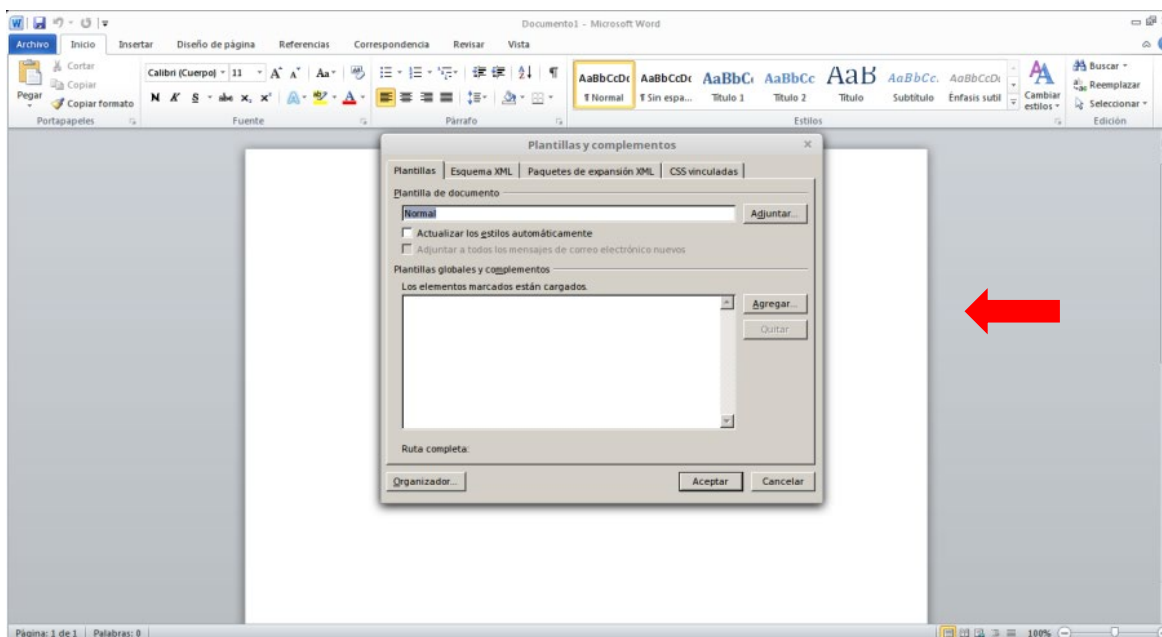 Documento1 - Microsoft Word
Archivo Inicio Insertar Diseño de página Referencias Correspondencia Revisar Vista
Pegar
Cortar
Copiar
Copiar formato
Portapapeles
Calibri (Cuerpo) 11
Aa
N K S abc x₂ x²
Fuente
Párrafo
AaBbCcDc AaBbCcDc AaBbC AaBbCc AaB AaBbCc. AaBbCcDc
¶ Normal ¶ Sin espa... Título 1 Título 2 Título Subtítulo Énfasis sutil
Cambiar
estilos
Estilos
Buscar
Reemplazar
Seleccionar
Edición
Plantillas y complementos
Plantillas Esquema XML Paquetes de expansión XML CSS vinculadas
Plantilla de documento
Normal Adjuntar...
Actualizar los estilos automáticamente
Adjuntar a todos los mensajes de correo electrónico nuevos
Plantillas globales y complementos
Los elementos marcados están cargados.
Agregar...
Quitar
Ruta completa:
Organizador... Aceptar Cancelar
Página: 1 de 1 Palabras: 0 100%